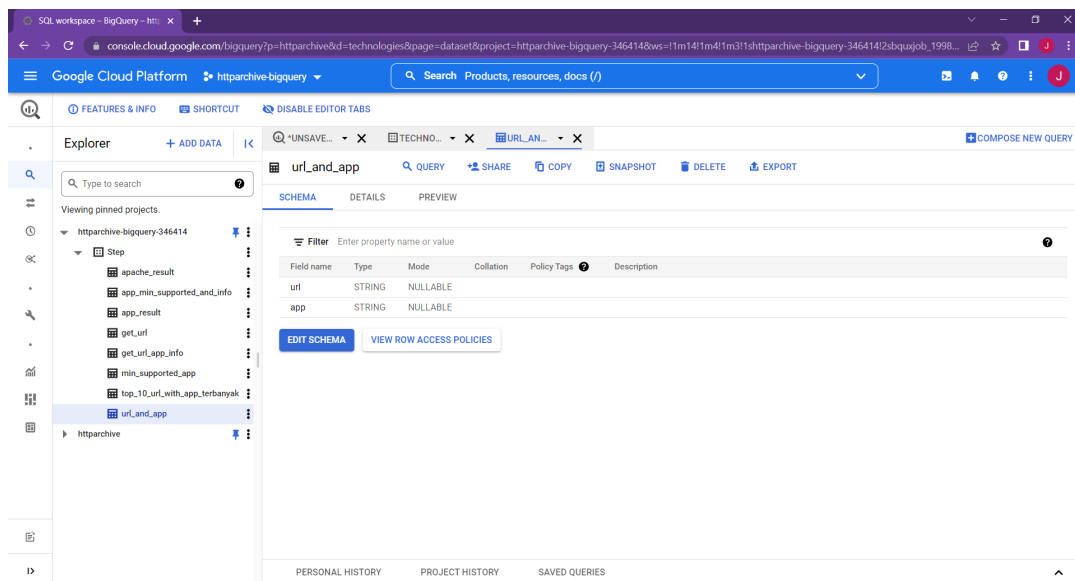 SQL workspace – BigQuery – http
console.cloud.google.com/bigquery?p=httparchive&d=technologies&page=dataset&project=httparchive-bigquery-346414&ws=!1m14!1m4!1m3!1shttparchive-bigquery-346414!2sbquxjob_1998...
J
Google Cloud Platform httparchive-bigquery
Search Products, resources, docs (/)
J
FEATURES & INFO SHORTCUT DISABLE EDITOR TABS
Explorer + ADD DATA
*UNSAVE... TECHNO... URL_AN... COMPOSE NEW QUERY
url_and_app QUERY SHARE COPY SNAPSHOT DELETE EXPORT
Type to search
SCHEMA DETAILS PREVIEW
Viewing pinned projects.
httparchive-bigquery-346414
Step
apache_result
app_min_supported_and_info
app_result
get_url
get_url_app_info
min_supported_app
top_10_url_with_app_terbanyak
url_and_app
httparchive
Filter Enter property name or value
Field name Type Mode Collation Policy Tags Description
url STRING NULLABLE
app STRING NULLABLE
EDIT SCHEMA VIEW ROW ACCESS POLICIES
PERSONAL HISTORY PROJECT HISTORY SAVED QUERIES